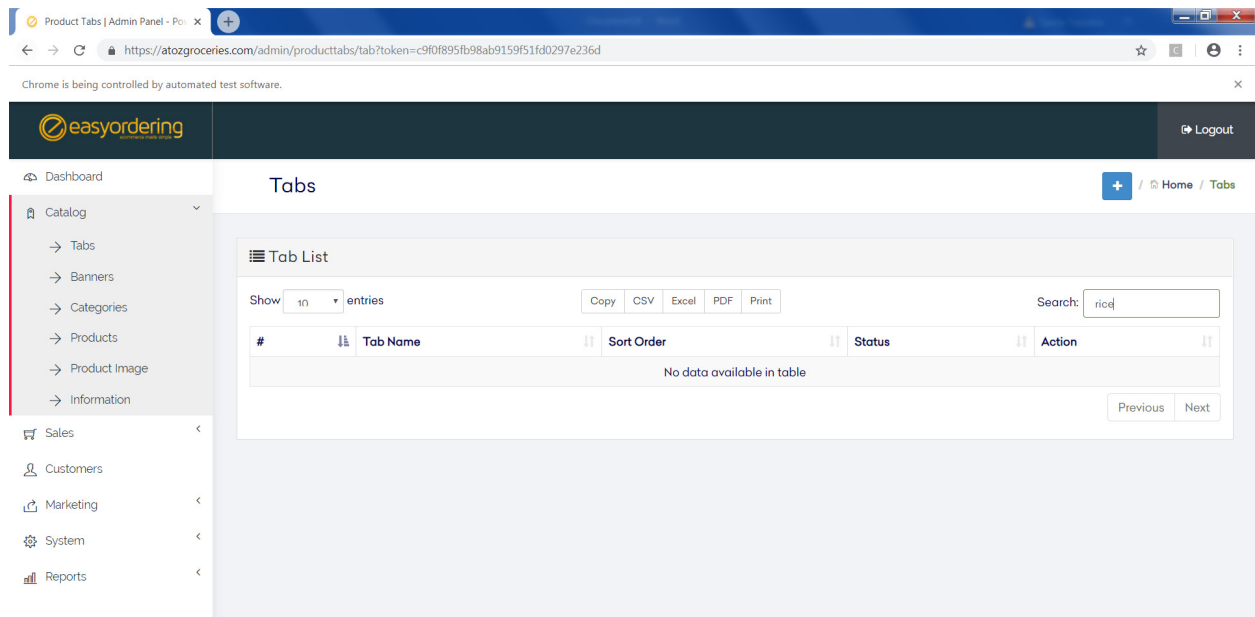 Product Tabs | Admin Panel - Po
https://atozgroceries.com/admin/producttabs/tab?token=c9f0f895fb98ab9159f51fd0297e236d
Chrome is being controlled by automated test software.
easyordering
ecommerce made simple
Logout
Dashboard
Tabs
/ Home / Tabs
Catalog
Tabs
Banners
Categories
Products
Product Image
Information
Sales
Customers
Marketing
System
Reports
Tab List
Show 10 entries
Copy CSV Excel PDF Print
Search: rice
# Tab Name Sort Order Status Action
No data available in table
Previous Next